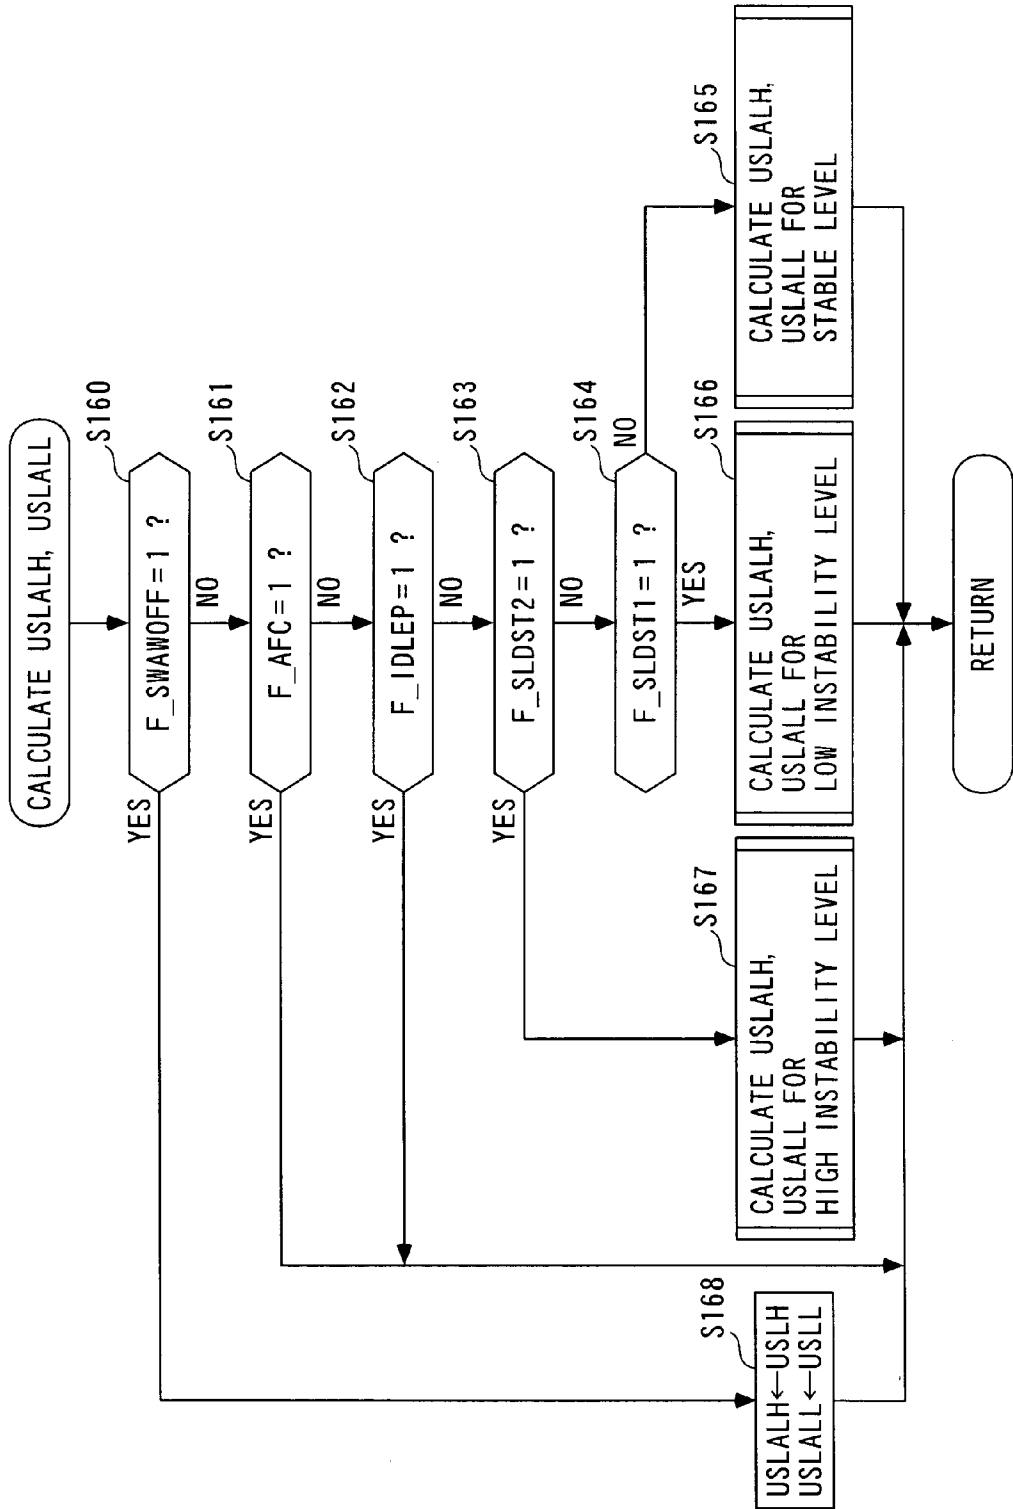 CALCULATE USLALH, USLALL
S160
F_SWAWOFF=1 ?
YES
NO
S161
F_AFC=1 ?
YES
NO
S162
F_IDLEP=1 ?
YES
NO
S163
F_SLDST2=1 ?
YES
NO
S164
F_SLDST1=1 ?
NO
YES
S168
USLALH←USLH
USLALL←USLL
S167
CALCULATE USLALH,
USLALL FOR
HIGH INSTABILITY LEVEL
S166
CALCULATE USLALH,
USLALL FOR
LOW INSTABILITY LEVEL
S165
CALCULATE USLALH,
USLALL FOR
STABLE LEVEL
RETURN